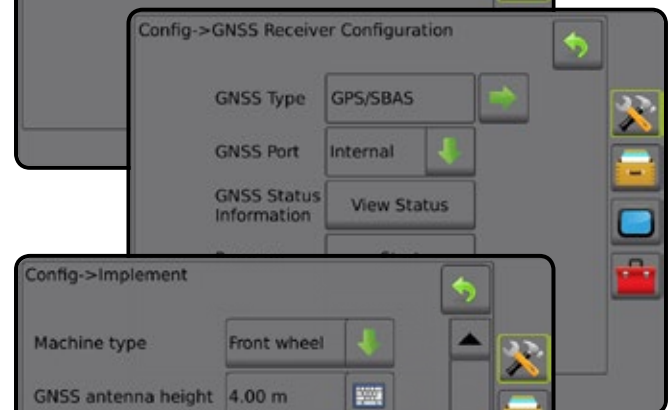 Config->GNSS Receiver Configuration
GNSS Type GPS/SBAS
GNSS Port Internal
GNSS Status Information View Status
Config->Implement
Machine type Front wheel
GNSS antenna height 4.00 m